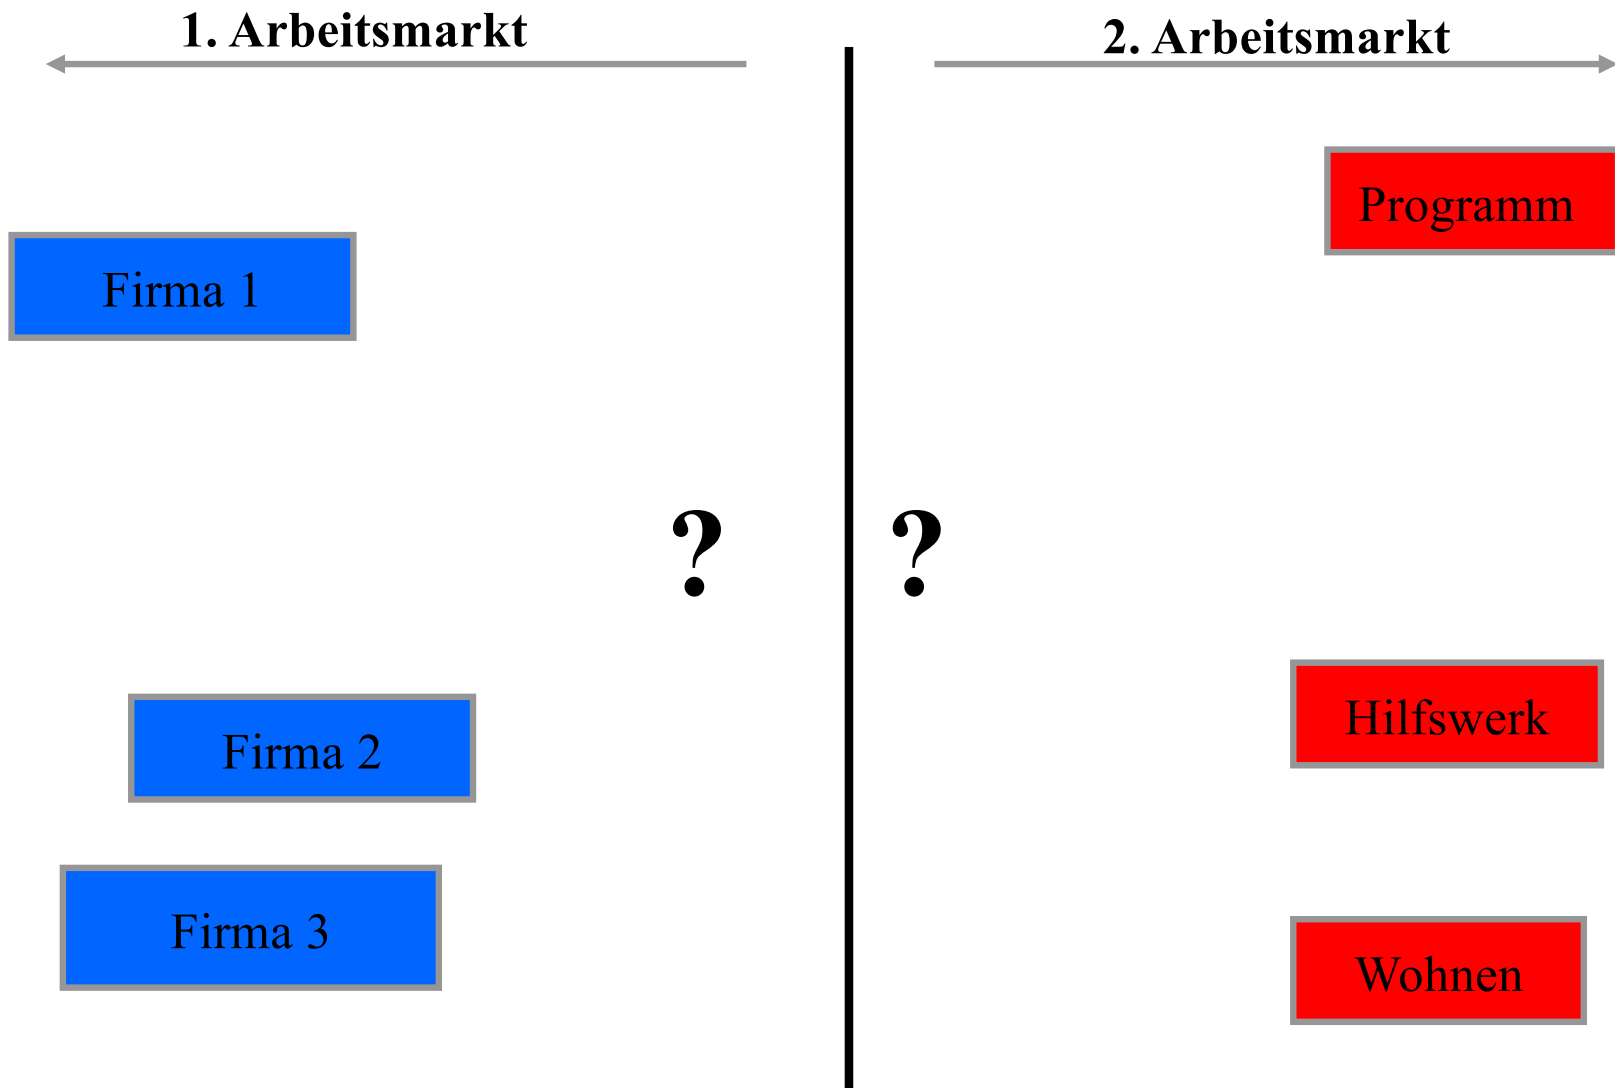 1. Arbeitsmarkt
2. Arbeitsmarkt
Programm
Firma 1
?
?
Hilfswerk
Firma 2
Firma 3
Wohnen